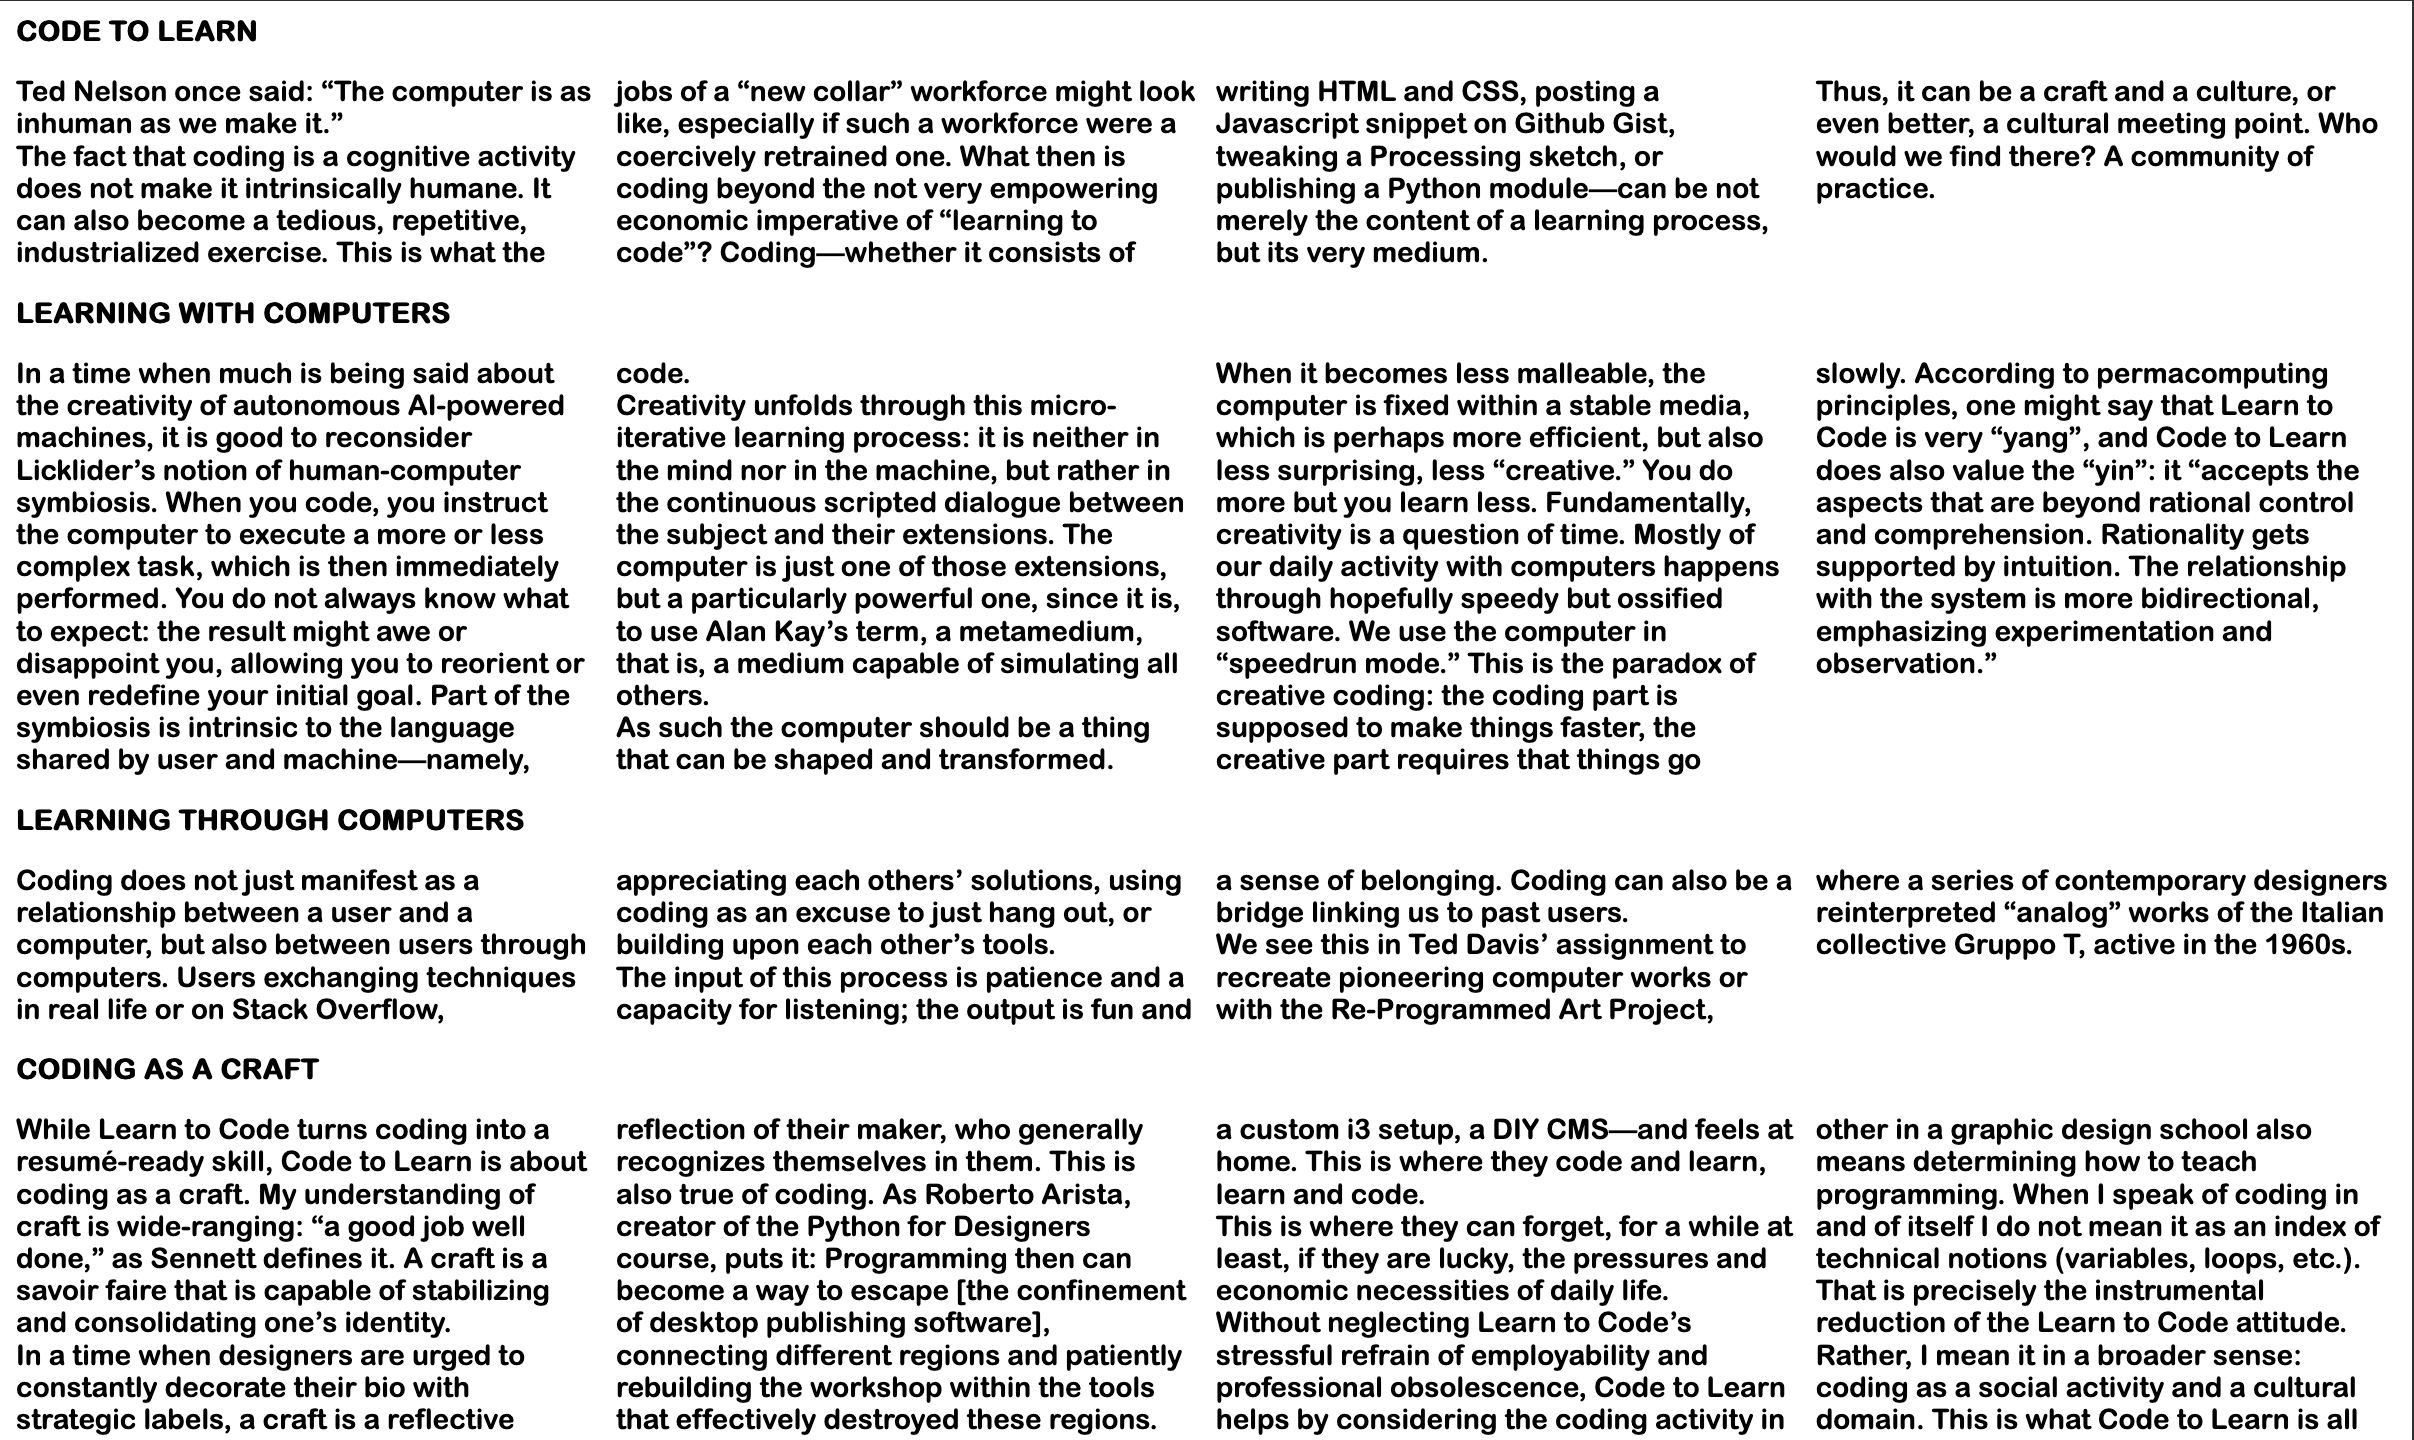 CODE TO LEARN
Ted Nelson once said: “The computer is as
inhuman as we make it.”
The fact that coding is a cognitive activity
does not make it intrinsically humane. It
can also become a tedious, repetitive,
industrialized exercise. This is what the
jobs of a “new collar” workforce might look
like, especially if such a workforce were a
coercively retrained one. What then is
coding beyond the not very empowering
economic imperative of “learning to
code”? Coding—whether it consists of
writing HTML and CSS, posting a
Javascript snippet on Github Gist,
tweaking a Processing sketch, or
publishing a Python module—can be not
merely the content of a learning process,
but its very medium.
Thus, it can be a craft and a culture, or
even better, a cultural meeting point. Who
would we find there? A community of
practice.
LEARNING WITH COMPUTERS
In a time when much is being said about
the creativity of autonomous AI-powered
machines, it is good to reconsider
Licklider’s notion of human-computer
symbiosis. When you code, you instruct
the computer to execute a more or less
complex task, which is then immediately
performed. You do not always know what
to expect: the result might awe or
disappoint you, allowing you to reorient or
even redefine your initial goal. Part of the
symbiosis is intrinsic to the language
shared by user and machine—namely,
code.
Creativity unfolds through this micro-
iterative learning process: it is neither in
the mind nor in the machine, but rather in
the continuous scripted dialogue between
the subject and their extensions. The
computer is just one of those extensions,
but a particularly powerful one, since it is,
to use Alan Kay’s term, a metamedium,
that is, a medium capable of simulating all
others.
As such the computer should be a thing
that can be shaped and transformed.
When it becomes less malleable, the
computer is fixed within a stable media,
which is perhaps more efficient, but also
less surprising, less “creative.” You do
more but you learn less. Fundamentally,
creativity is a question of time. Mostly of
our daily activity with computers happens
through hopefully speedy but ossified
software. We use the computer in
“speedrun mode.” This is the paradox of
creative coding: the coding part is
supposed to make things faster, the
creative part requires that things go
slowly. According to permacomputing
principles, one might say that Learn to
Code is very “yang”, and Code to Learn
does also value the “yin”: it “accepts the
aspects that are beyond rational control
and comprehension. Rationality gets
supported by intuition. The relationship
with the system is more bidirectional,
emphasizing experimentation and
observation.”
LEARNING THROUGH COMPUTERS
Coding does not just manifest as a
relationship between a user and a
computer, but also between users through
computers. Users exchanging techniques
in real life or on Stack Overflow,
appreciating each others’ solutions, using
coding as an excuse to just hang out, or
building upon each other’s tools.
The input of this process is patience and a
capacity for listening; the output is fun and
a sense of belonging. Coding can also be a
bridge linking us to past users.
We see this in Ted Davis’ assignment to
recreate pioneering computer works or
with the Re-Programmed Art Project,
where a series of contemporary designers
reinterpreted “analog” works of the Italian
collective Gruppo T, active in the 1960s.
CODING AS A CRAFT
While Learn to Code turns coding into a
resumé-ready skill, Code to Learn is about
coding as a craft. My understanding of
craft is wide-ranging: “a good job well
done,” as Sennett defines it. A craft is a
savoir faire that is capable of stabilizing
and consolidating one’s identity.
In a time when designers are urged to
constantly decorate their bio with
strategic labels, a craft is a reflective
reflection of their maker, who generally
recognizes themselves in them. This is
also true of coding. As Roberto Arista,
creator of the Python for Designers
course, puts it: Programming then can
become a way to escape [the confinement
of desktop publishing software],
connecting different regions and patiently
rebuilding the workshop within the tools
that effectively destroyed these regions.
a custom i3 setup, a DIY CMS—and feels at
home. This is where they code and learn,
learn and code.
This is where they can forget, for a while at
least, if they are lucky, the pressures and
economic necessities of daily life.
Without neglecting Learn to Code’s
stressful refrain of employability and
professional obsolescence, Code to Learn
helps by considering the coding activity in
other in a graphic design school also
means determining how to teach
programming. When I speak of coding in
and of itself I do not mean it as an index of
technical notions (variables, loops, etc.).
That is precisely the instrumental
reduction of the Learn to Code attitude.
Rather, I mean it in a broader sense:
coding as a social activity and a cultural
domain. This is what Code to Learn is all